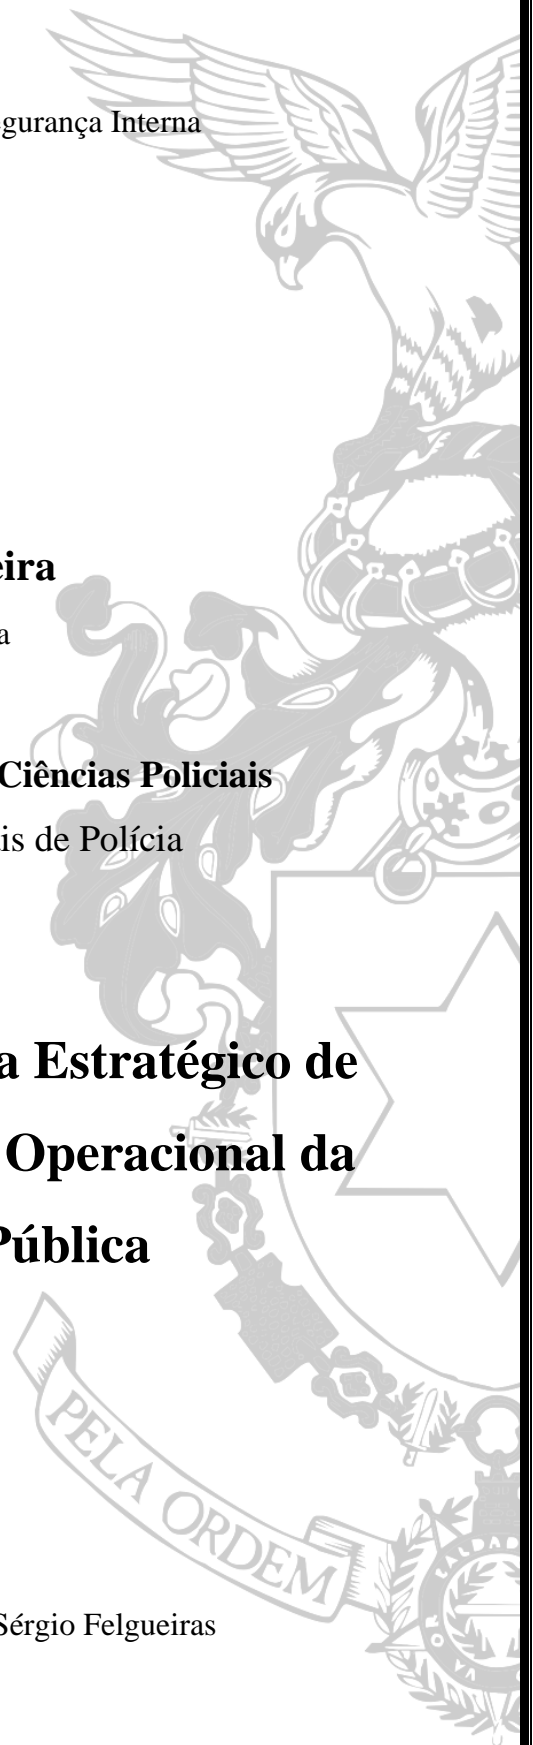 gurança Interna
eira
a
Ciências Policiais
is de Polícia
a Estratégico de
Operacional da
Pública
PELA ORDEM
Sérgio Felgueiras